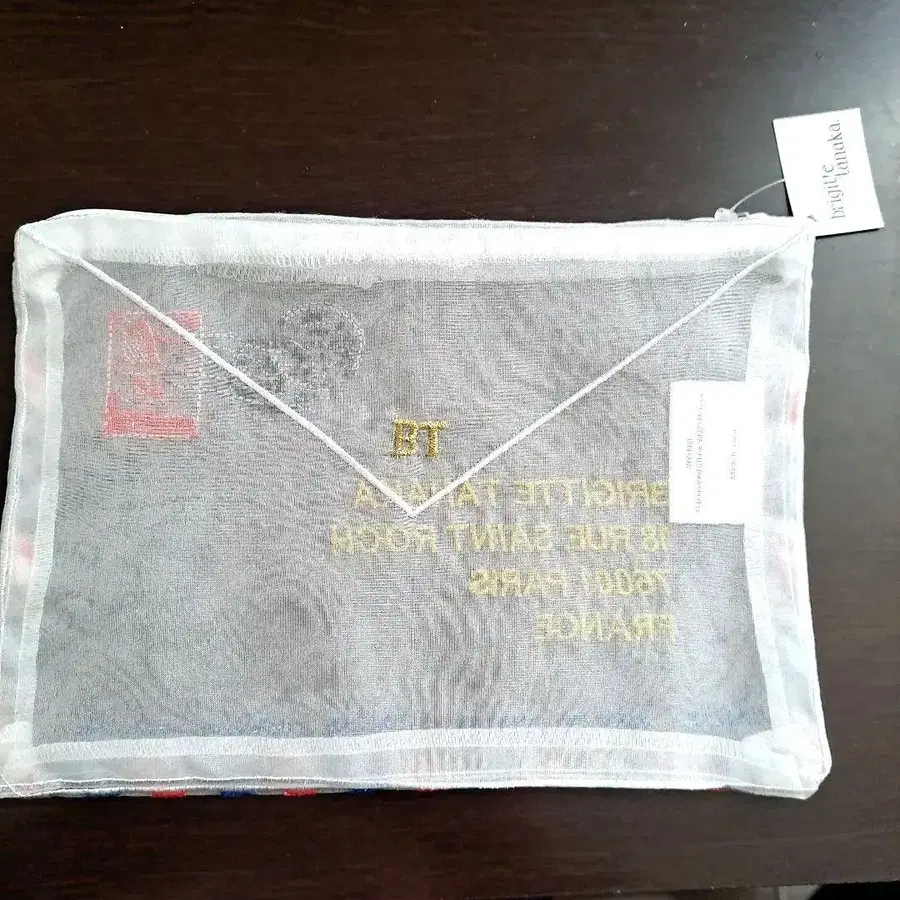 brigitte
tanaka.
BT
BRIGITTE TANAKA
18 RUE SAINT ROCH
75001 PARIS
FRANCE